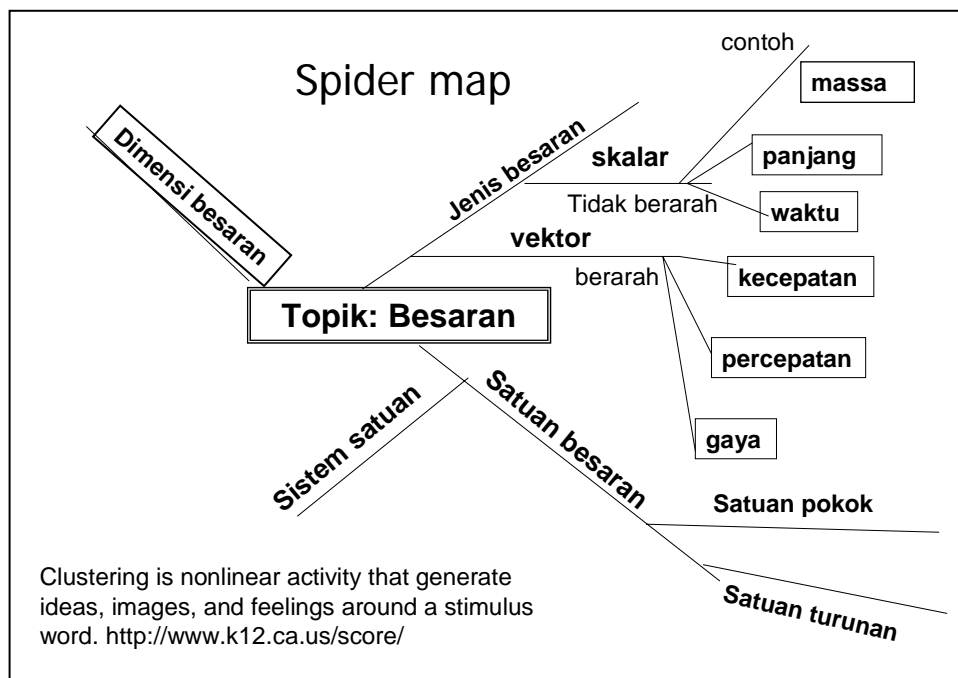 Spider map
contoh
massa
Dimensi besaran
Jenis besaran
skalar
panjang
Tidak berarah
waktu
vektor
berarah
kecepatan
Topik: Besaran
percepatan
Sistem satuan
Satuan besaran
gaya
Satuan pokok
Satuan turunan
Clustering is nonlinear activity that generate
ideas, images, and feelings around a stimulus
word. http://www.k12.ca.us/score/